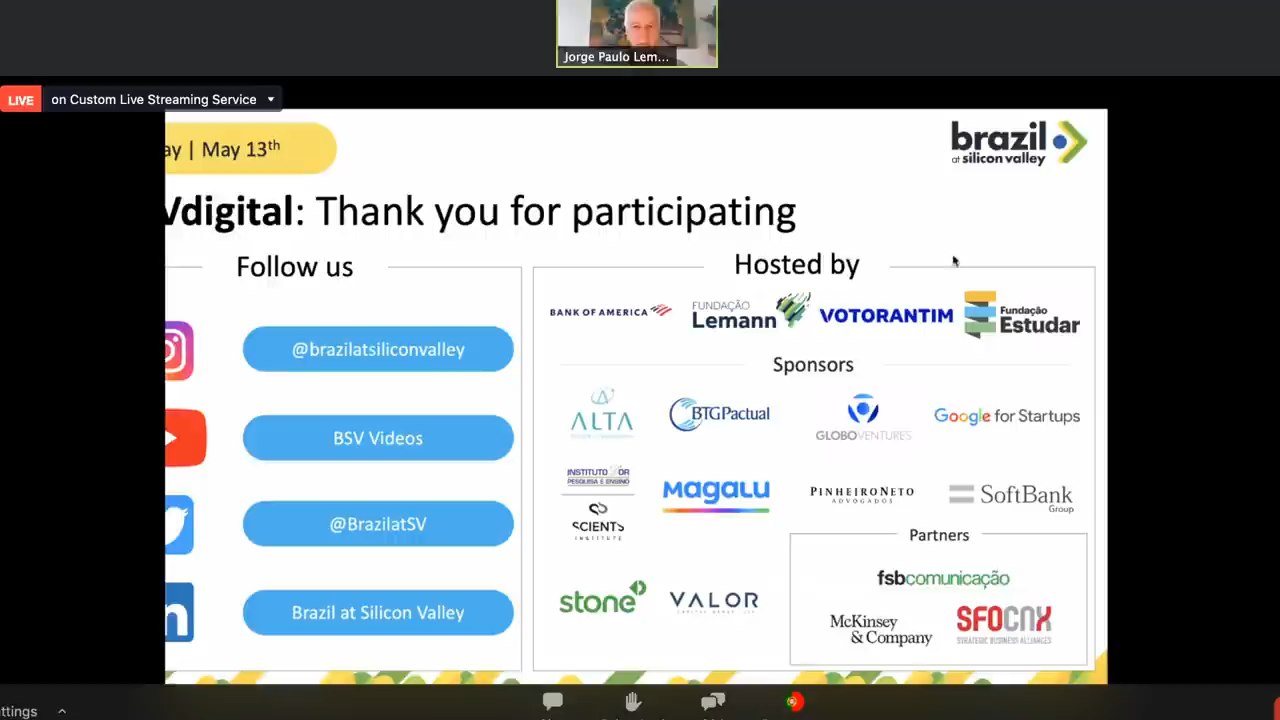 Jorge Paulo Lem...
LIVE
on Custom Live Streaming Service
ay | May 13th
brazil
at silicon valley
Vdigital: Thank you for participating
Follow us
@brazilatsiliconvalley
BSV Videos
@BrazilatSV
Brazil at Silicon Valley
Hosted by
BANK OF AMERICA
FUNDAÇÃO
Lemann
VOTORANTIM
Fundação
Estudar
Sponsors
ALTA
BTGPactual
GLOBOVENTURES
Google for Startups
INSTITUTO D'OR
PESQUISA E ENSINO
SCIENTS
INSTITUTE
MAGALU
PINHEIRONETO
ADVOGADOS
SoftBank
Group
stone
VALOR
Partners
fsbcomunicação
McKinsey
& Company
SFOCNX
STRATEGIC BUSINESS ALLIANCES
ttings